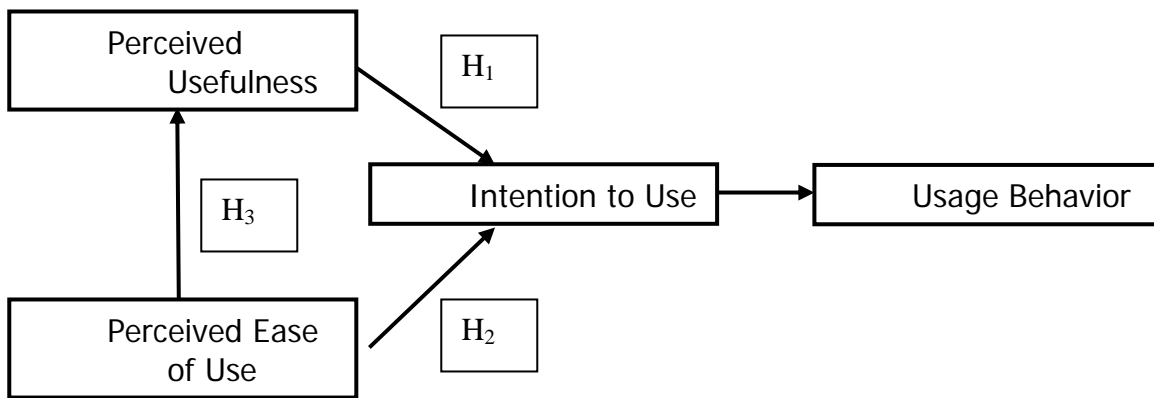 Perceived
Usefulness
H₁
Intention to Use
Usage Behavior
H₃
Perceived Ease
of Use
H₂